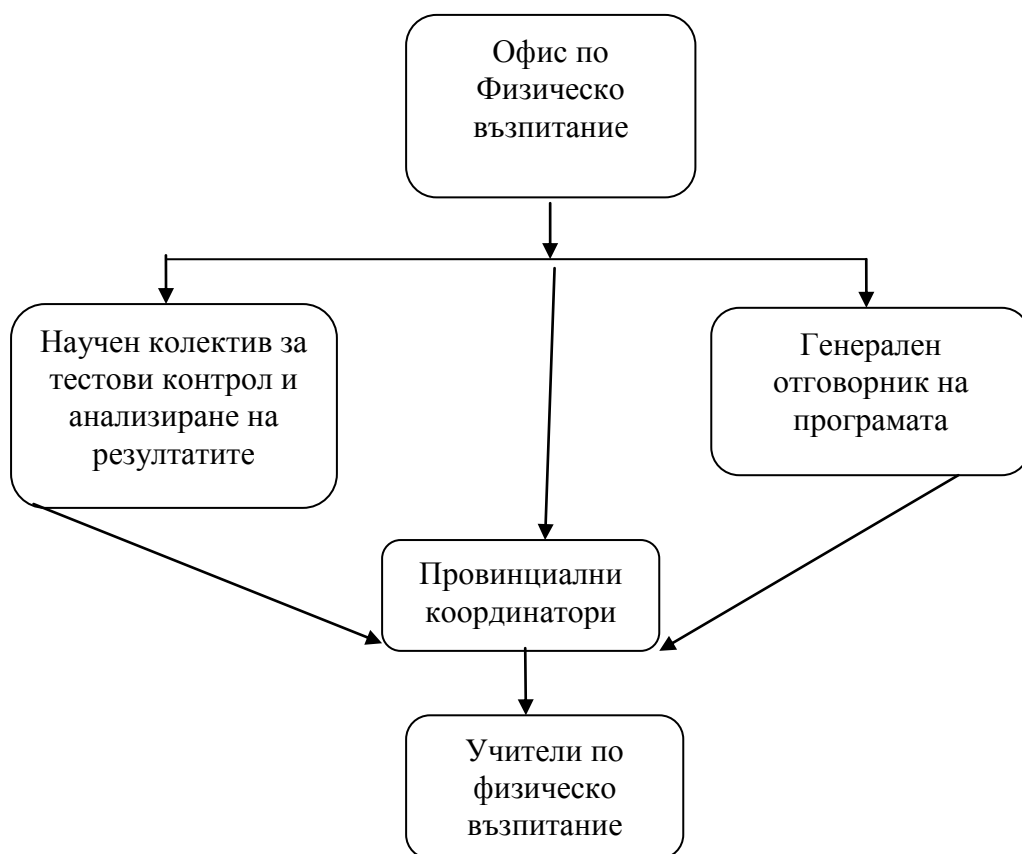 Офис по
Физическо
възпитание
Научен колектив за
тестови контрол и
анализиране на
резултатите
Генерален
отговорник на
програмата
Провинциални
координатори
Учители по
физическо
възпитание